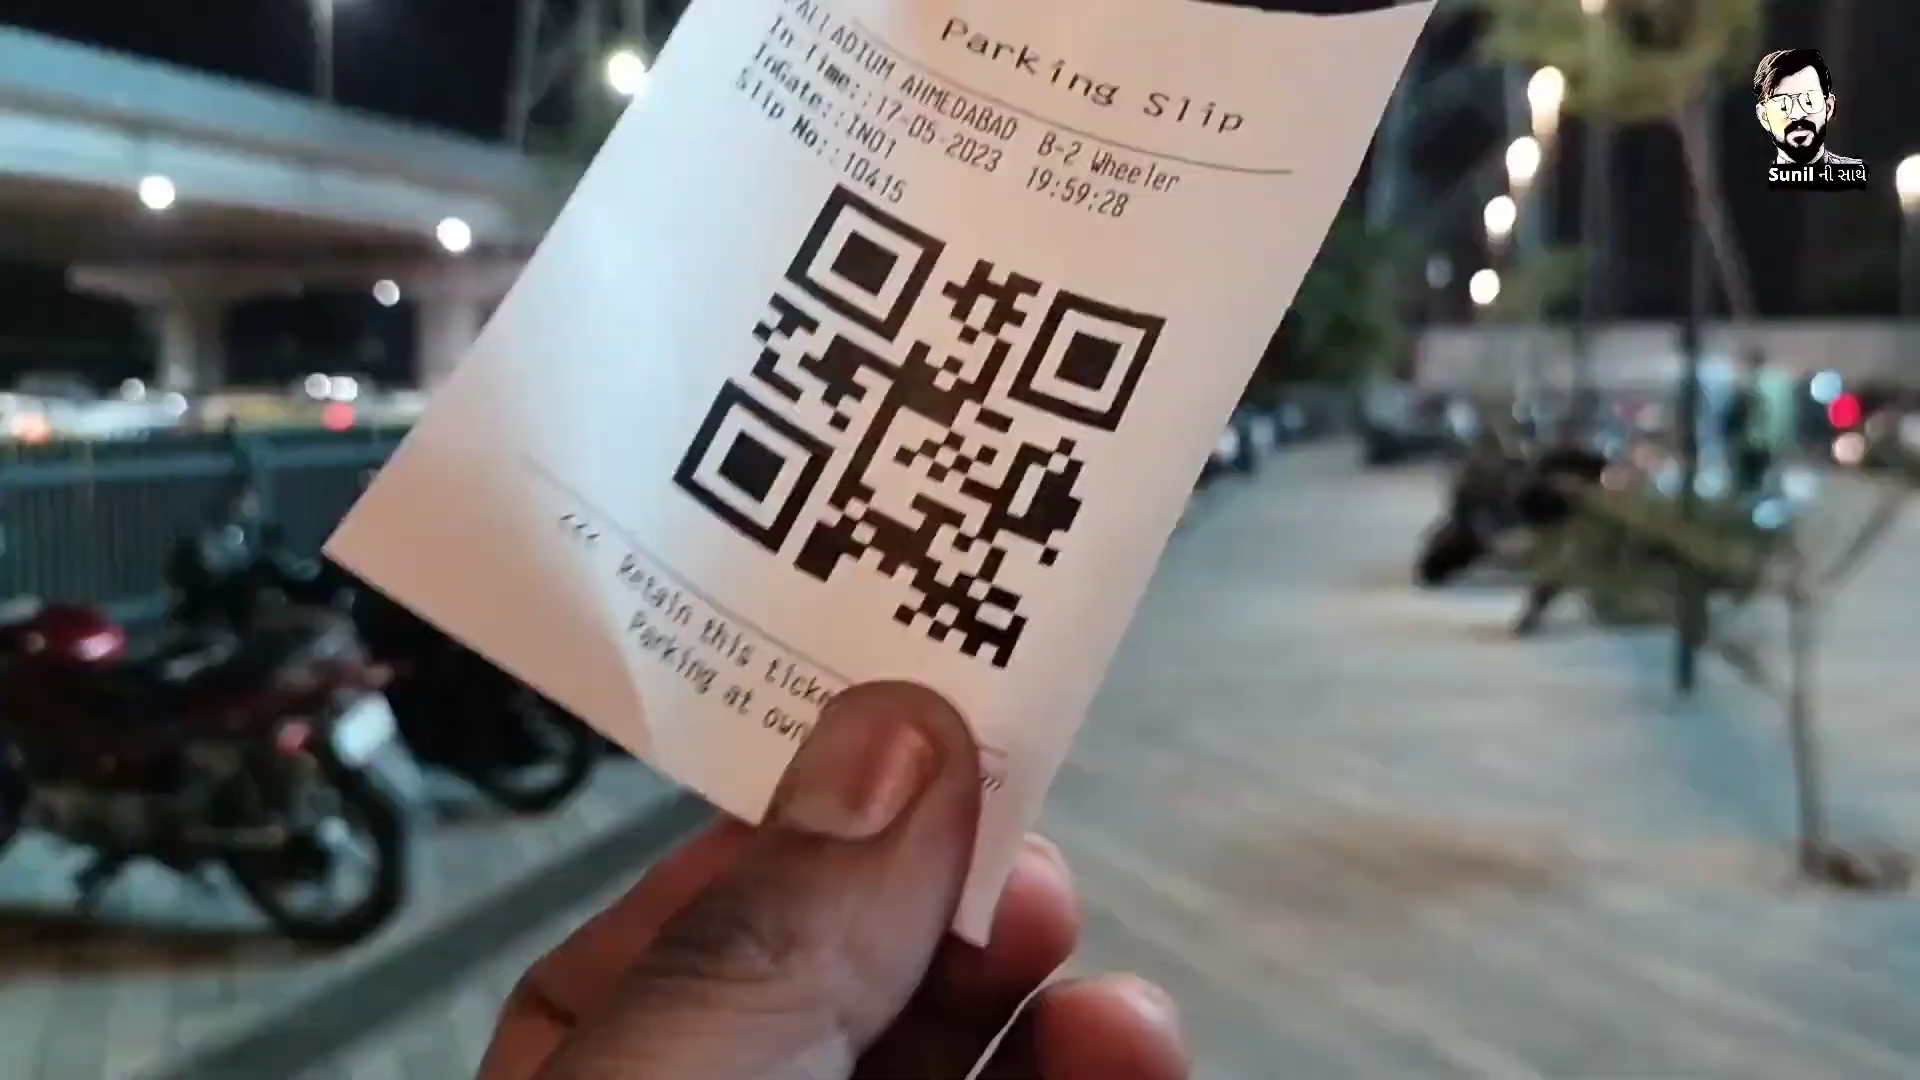 Parking Slip
PALLADIUM AHMEDABAD B-2 Wheeler
In Time::17-05-2023 19:59:28
InGate::IN01
Slip No::10415
<<< Retain this
Parking at own
Sunil ની સાથે